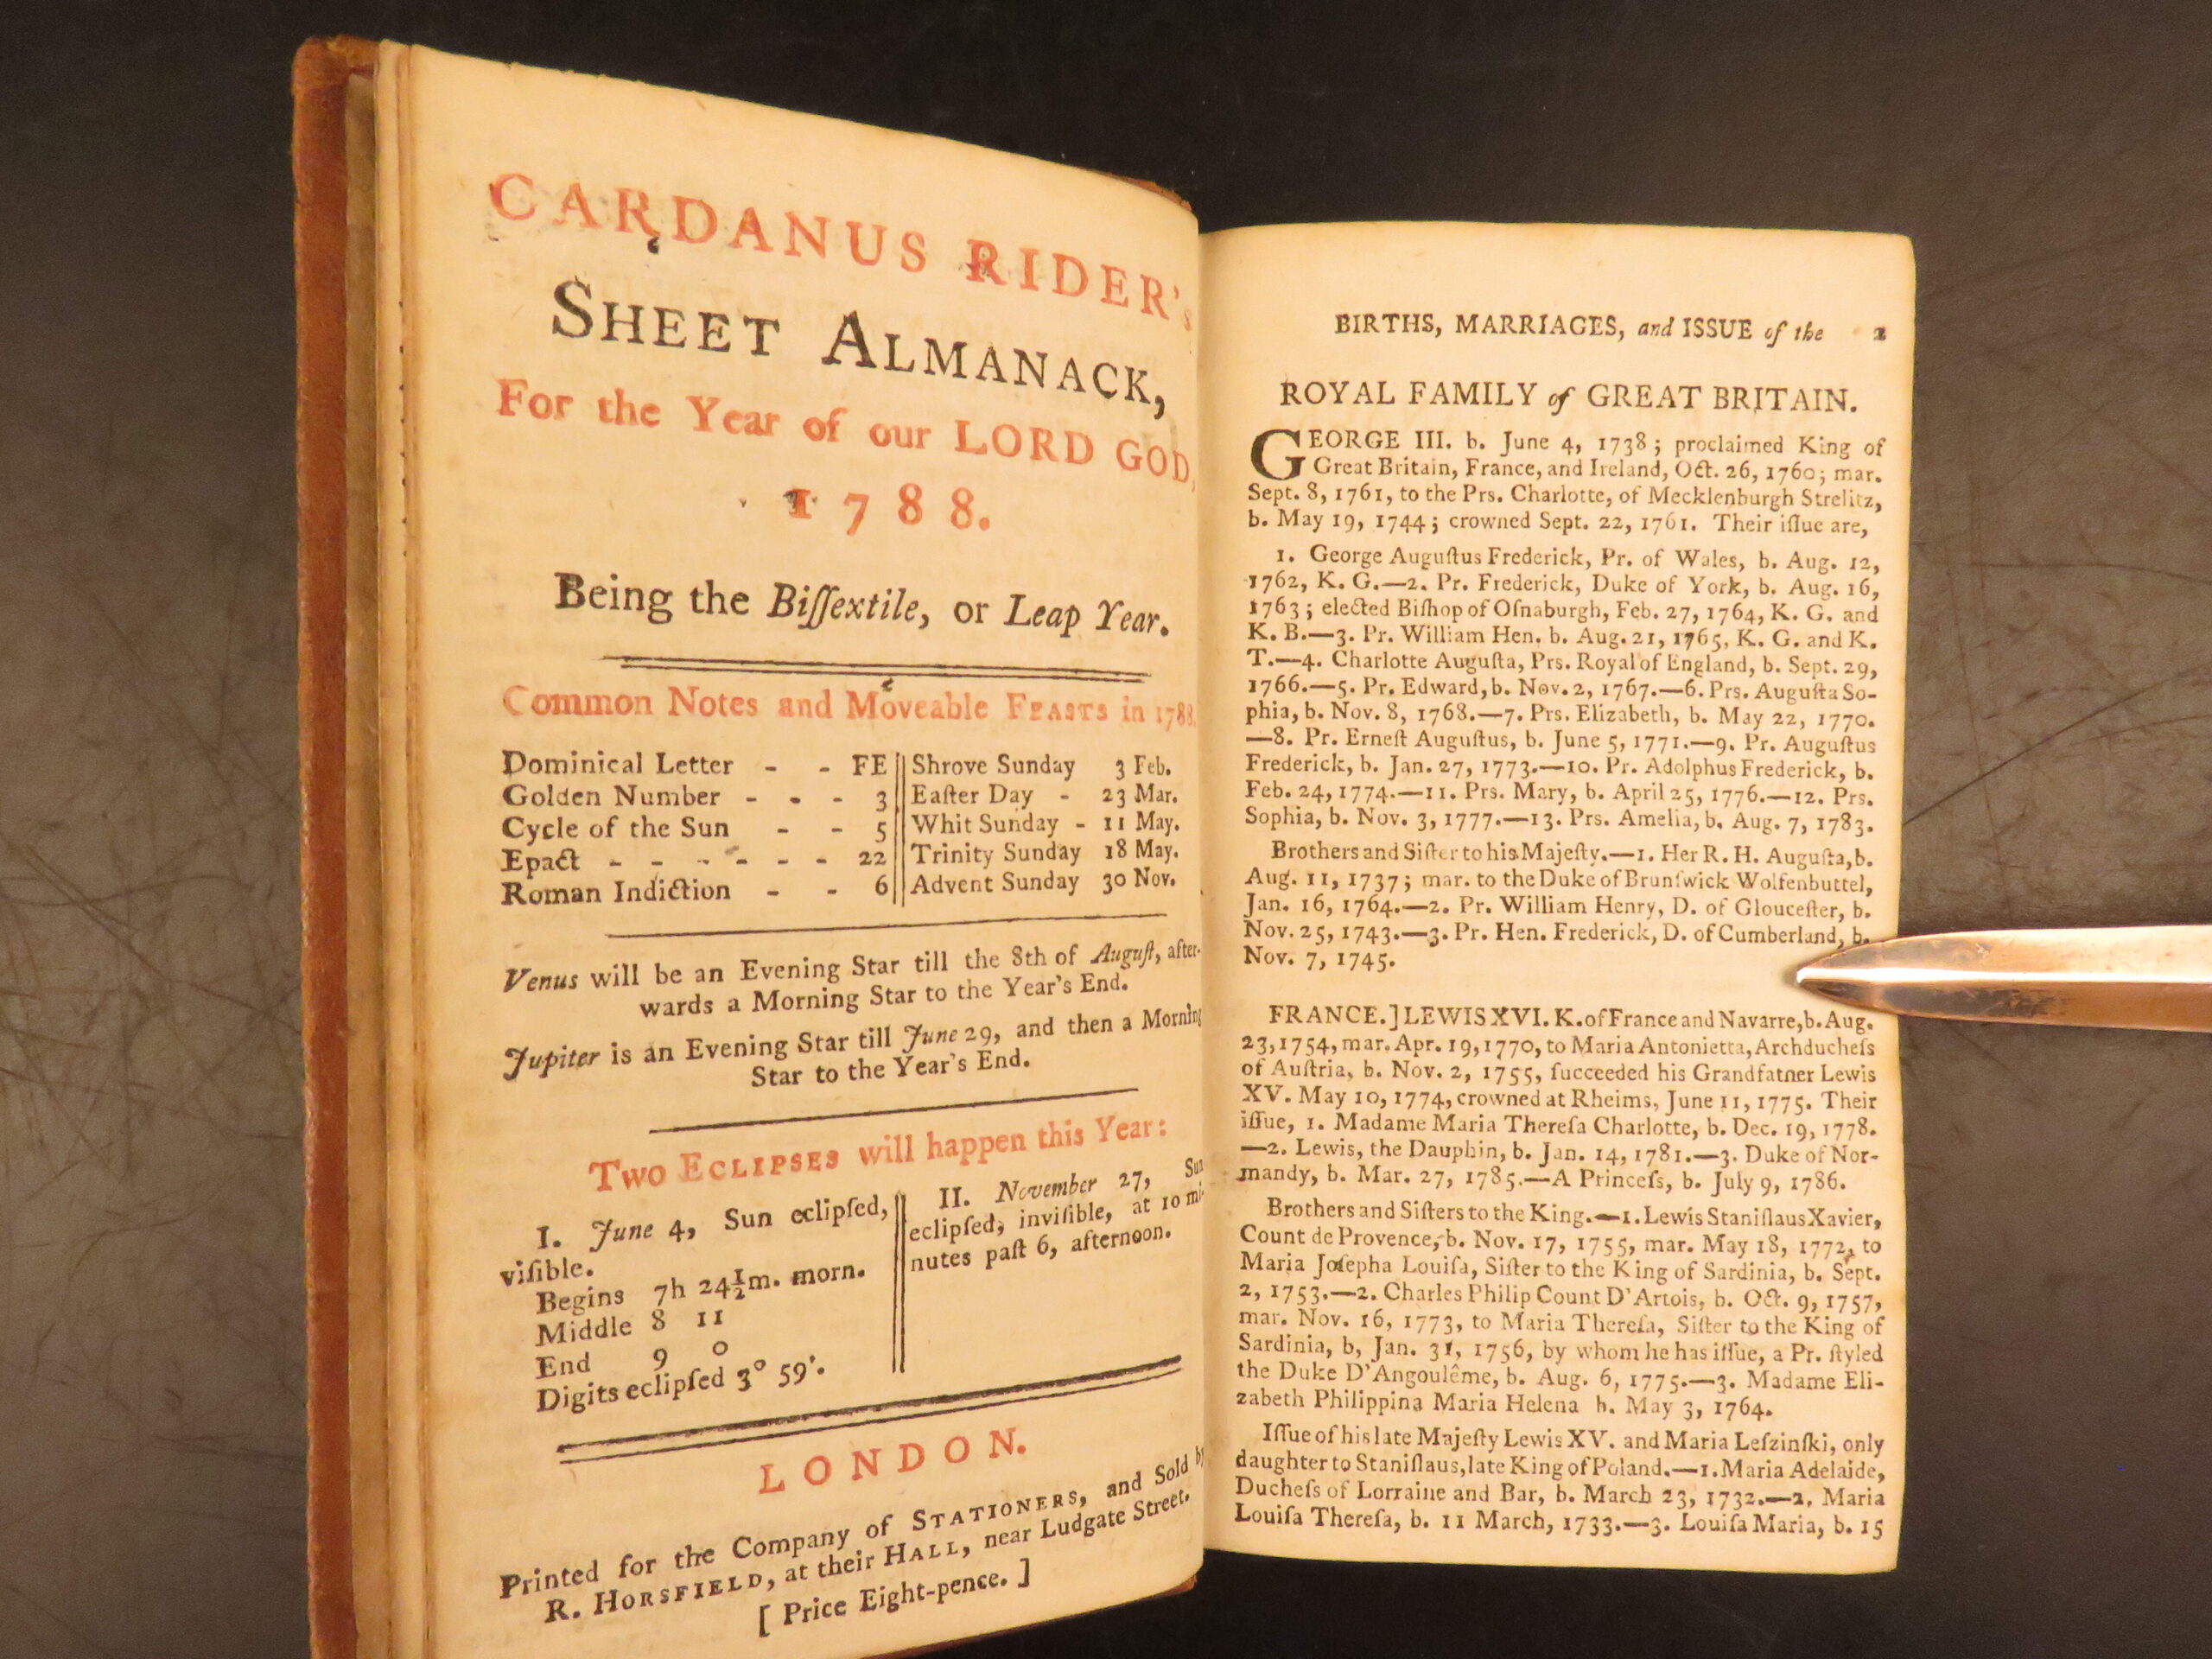 CARDANUS RIDER's
SHEET ALMANACK,
For the Year of our LORD GOD,
1788.
Being the Biſſextile, or Leap Year.
Common Notes and Moveable FEASTS in 1788.
Dominical Letter - - FE
Golden Number - - - 3
Cycle of the Sun - - 5
Epact - - - - - - 22
Roman Indiction - - 6
Shrove Sunday 3 Feb.
Eaſter Day - 23 Mar.
Whit Sunday - 11 May.
Trinity Sunday 18 May.
Advent Sunday 30 Nov.
Venus will be an Evening Star till the 8th of Auguſt, after-
wards a Morning Star to the Year's End.
Jupiter is an Evening Star till June 29, and then a Morning
Star to the Year's End.
TWO ECLIPSES will happen this Year:
I. June 4, Sun eclipſed,
viſible.
Begins 7h 24½m. morn.
Middle 8 11
End 9 0
Digits eclipſed 3° 59'.
II. November 27, Sun
eclipſed, inviſible, at 10 mi-
nutes paſt 6, afternoon.
LONDON.
Printed for the Company of STATIONERS, and Sold by
R. HORSFIELD, at their HALL, near Ludgate Street.
[ Price Eight-pence. ]
BIRTHS, MARRIAGES, and ISSUE of the 2
ROYAL FAMILY of GREAT BRITAIN.
GEORGE III. b. June 4, 1738; proclaimed King of
Great Britain, France, and Ireland, Oct. 26, 1760; mar.
Sept. 8, 1761, to the Prs. Charlotte, of Mecklenburgh Strelitz,
b. May 19, 1744; crowned Sept. 22, 1761. Their iſſue are,
1. George Auguſtus Frederick, Pr. of Wales, b. Aug. 12,
1762, K. G.—2. Pr. Frederick, Duke of York, b. Aug. 16,
1763; elected Biſhop of Oſnaburgh, Feb. 27, 1764, K. G. and
K. B.—3. Pr. William Hen. b. Aug. 21, 1765, K. G. and K.
T.—4. Charlotte Auguſta, Prs. Royal of England, b. Sept. 29,
1766.—5. Pr. Edward, b. Nov. 2, 1767.—6. Prs. Auguſta So-
phia, b. Nov. 8, 1768.—7. Prs. Elizabeth, b. May 22, 1770.
—8. Pr. Erneſt Auguſtus, b. June 5, 1771.—9. Pr. Auguſtus
Frederick, b. Jan. 27, 1773.—10. Pr. Adolphus Frederick, b.
Feb. 24, 1774.—11. Prs. Mary, b. April 25, 1776.—12. Prs.
Sophia, b. Nov. 3, 1777.—13. Prs. Amelia, b. Aug. 7, 1783.
Brothers and Siſter to his Majeſty.—1. Her R. H. Auguſta, b.
Aug. 11, 1737; mar. to the Duke of Brunſwick Wolfenbuttel,
Jan. 16, 1764.—2. Pr. William Henry, D. of Glouceſter, b.
Nov. 25, 1743.—3. Pr. Hen. Frederick, D. of Cumberland, b.
Nov. 7, 1745.
FRANCE.] LEWIS XVI. K. of France and Navarre, b. Aug.
23, 1754, mar. Apr. 19, 1770, to Maria Antonietta, Archducheſs
of Auſtria, b. Nov. 2, 1755, ſucceeded his Grandfather Lewis
XV. May 10, 1774, crowned at Rheims, June 11, 1775. Their
iſſue, 1. Madame Maria Thereſa Charlotte, b. Dec. 19, 1778.
—2. Lewis, the Dauphin, b. Jan. 14, 1781.—3. Duke of Nor-
mandy, b. Mar. 27, 1785.—A Princeſs, b. July 9, 1786.
Brothers and Siſters to the King.—1. Lewis Staniſlaus Xavier,
Count de Provence, b. Nov. 17, 1755, mar. May 18, 1772, to
Maria Joſepha Louiſa, Siſter to the King of Sardinia, b. Sept.
2, 1753.—2. Charles Philip Count D'Artois, b. Oct. 9, 1757,
mar. Nov. 16, 1773, to Maria Thereſa, Siſter to the King of
Sardinia, b, Jan. 31, 1756, by whom he has iſſue, a Pr. ſtyled
the Duke D'Angoulême, b. Aug. 6, 1775.—3. Madame Eli-
zabeth Philippina Maria Helena b. May 3, 1764.
Iſſue of his late Majeſty Lewis XV. and Maria Leſzinſki, only
daughter to Staniſlaus, late King of Poland.—1. Maria Adelaide,
Ducheſs of Lorraine and Bar, b. March 23, 1732.—2. Maria
Louiſa Thereſa, b. 11 March, 1733.—3. Louiſa Maria, b. 15